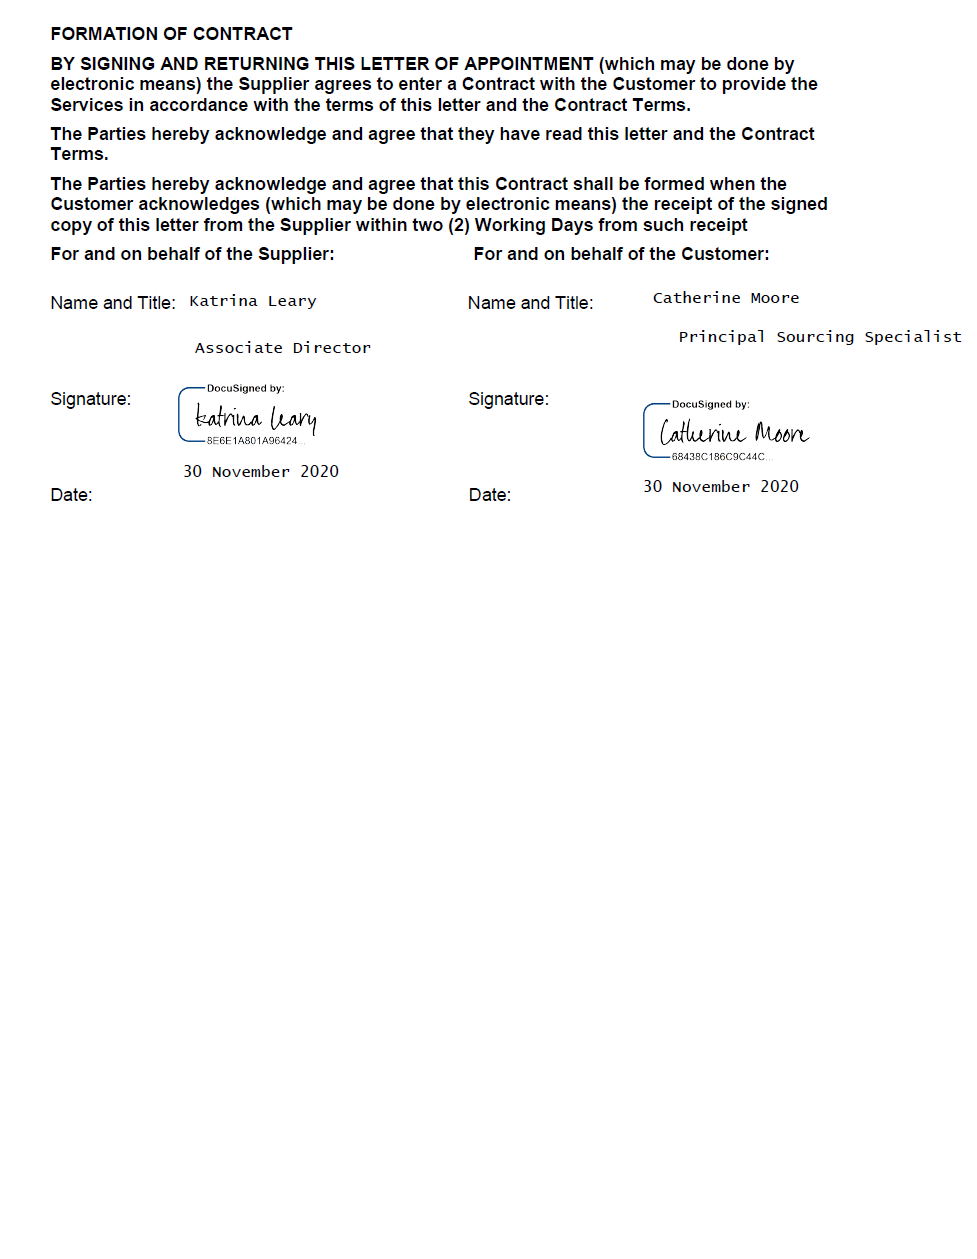 FORMATION OF CONTRACT
BY SIGNING AND RETURNING THIS LETTER OF APPOINTMENT (which may be done by
electronic means) the Supplier agrees to enter a Contract with the Customer to provide the
Services in accordance with the terms of this letter and the Contract Terms.
The Parties hereby acknowledge and agree that they have read this letter and the Contract
Terms.
The Parties hereby acknowledge and agree that this Contract shall be formed when the
Customer acknowledges (which may be done by electronic means) the receipt of the signed
copy of this letter from the Supplier within two (2) Working Days from such receipt
For and on behalf of the Supplier: For and on behalf of the Customer:
Name and Title: Katrina Leary Name and Title: Catherine Moore
Associate Director Principal Sourcing Specialist
Signature: DocuSigned by: Signature: DocuSigned by:
Katrina Leary Catherine Moore
8E6E1A801A96424... 68438C186C9C44C...
30 November 2020 30 November 2020
Date: Date: